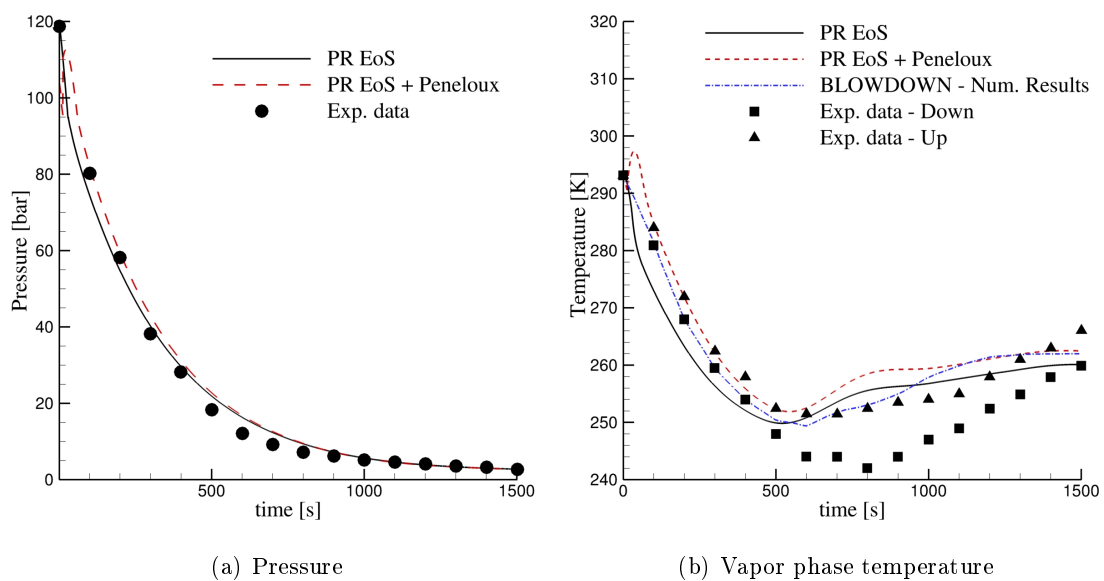 120
100
80
60
40
20
0
500
1000
1500
Pressure [bar]
time [s]
PR EoS
PR EoS + Peneloux
Exp. data
(a) Pressure
320
310
300
290
280
270
260
250
240
0
500
1000
1500
Temperature [K]
time [s]
PR EoS
PR EoS + Peneloux
BLOWDOWN - Num. Results
Exp. data - Down
Exp. data - Up
(b) Vapor phase temperature